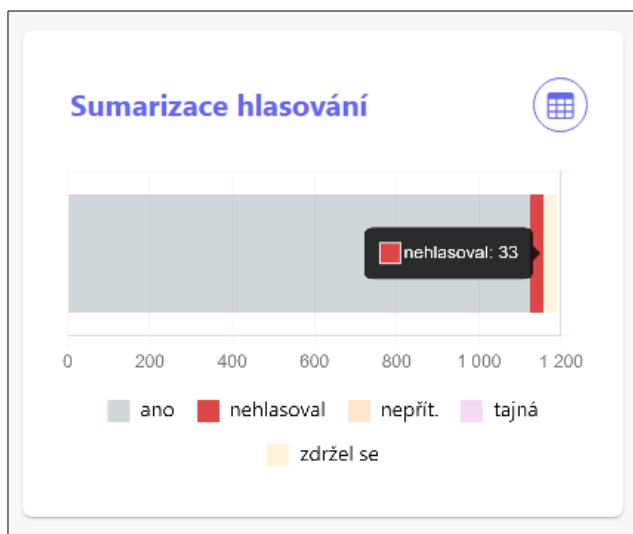 Sumarizace hlasování
nehlasoval: 33
0 200 400 600 800 1 000 1 200
ano nehlasoval nepřít. tajná
zdržel se